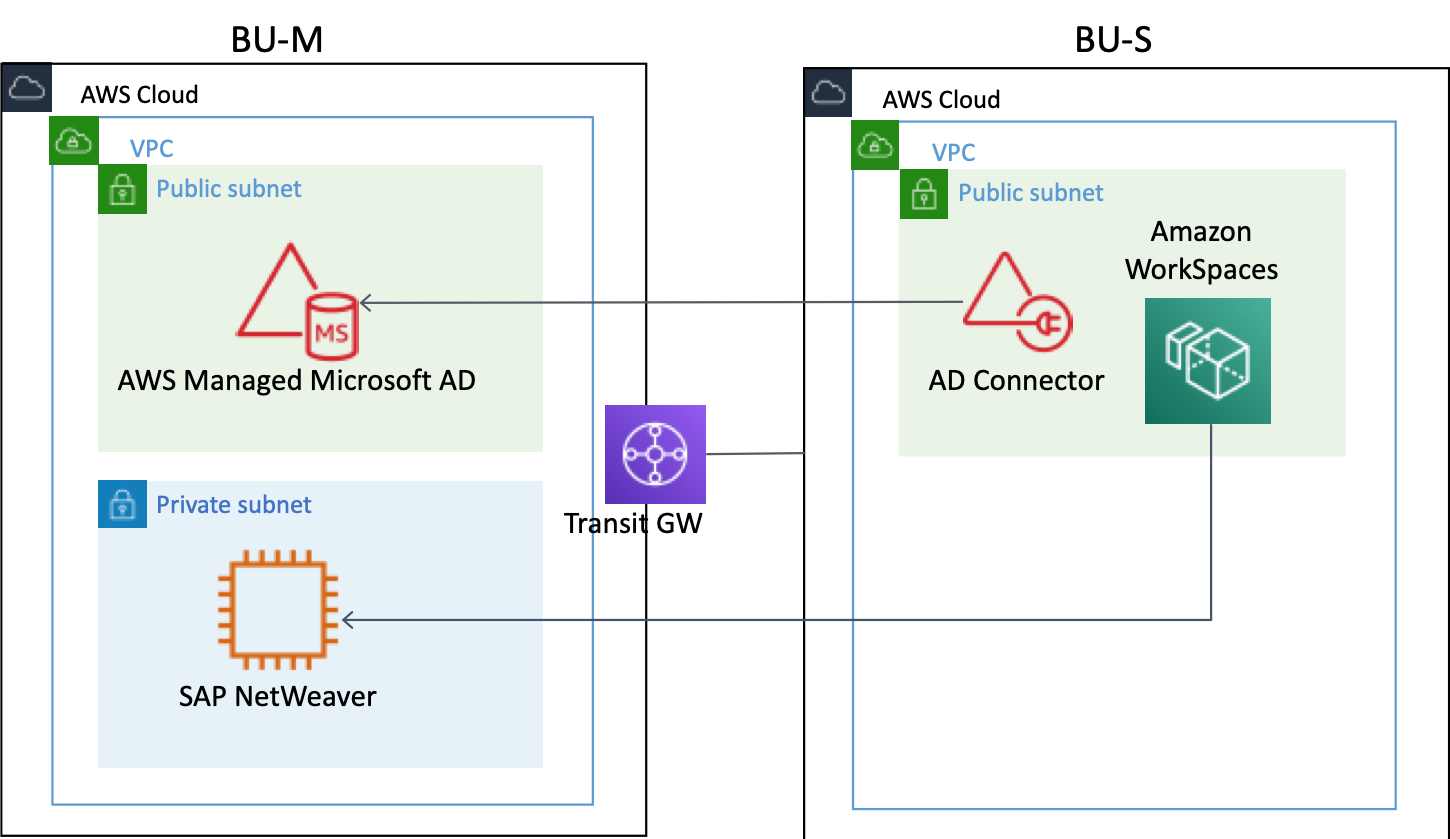 BU-M
AWS Cloud
VPC
Public subnet
MS
AWS Managed Microsoft AD
Private subnet
SAP NetWeaver
Transit GW
BU-S
AWS Cloud
VPC
Public subnet
Amazon
WorkSpaces
AD Connector